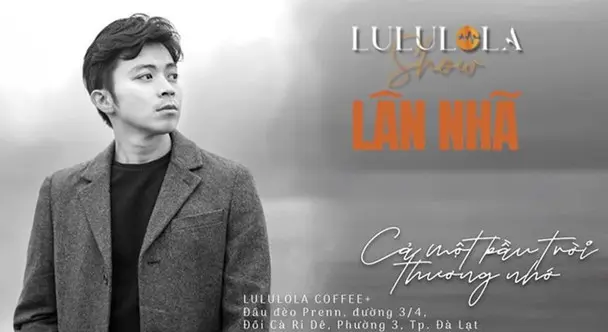 LULULOLA
Show
LÂN NHÃ
Cả một bầu trời
thương nhớ
LULULOLA COFFEE+
Đầu đèo Prenn, đường 3/4,
Đồi Cà Ri Dê, Phường 3, Tp. Đà Lạt